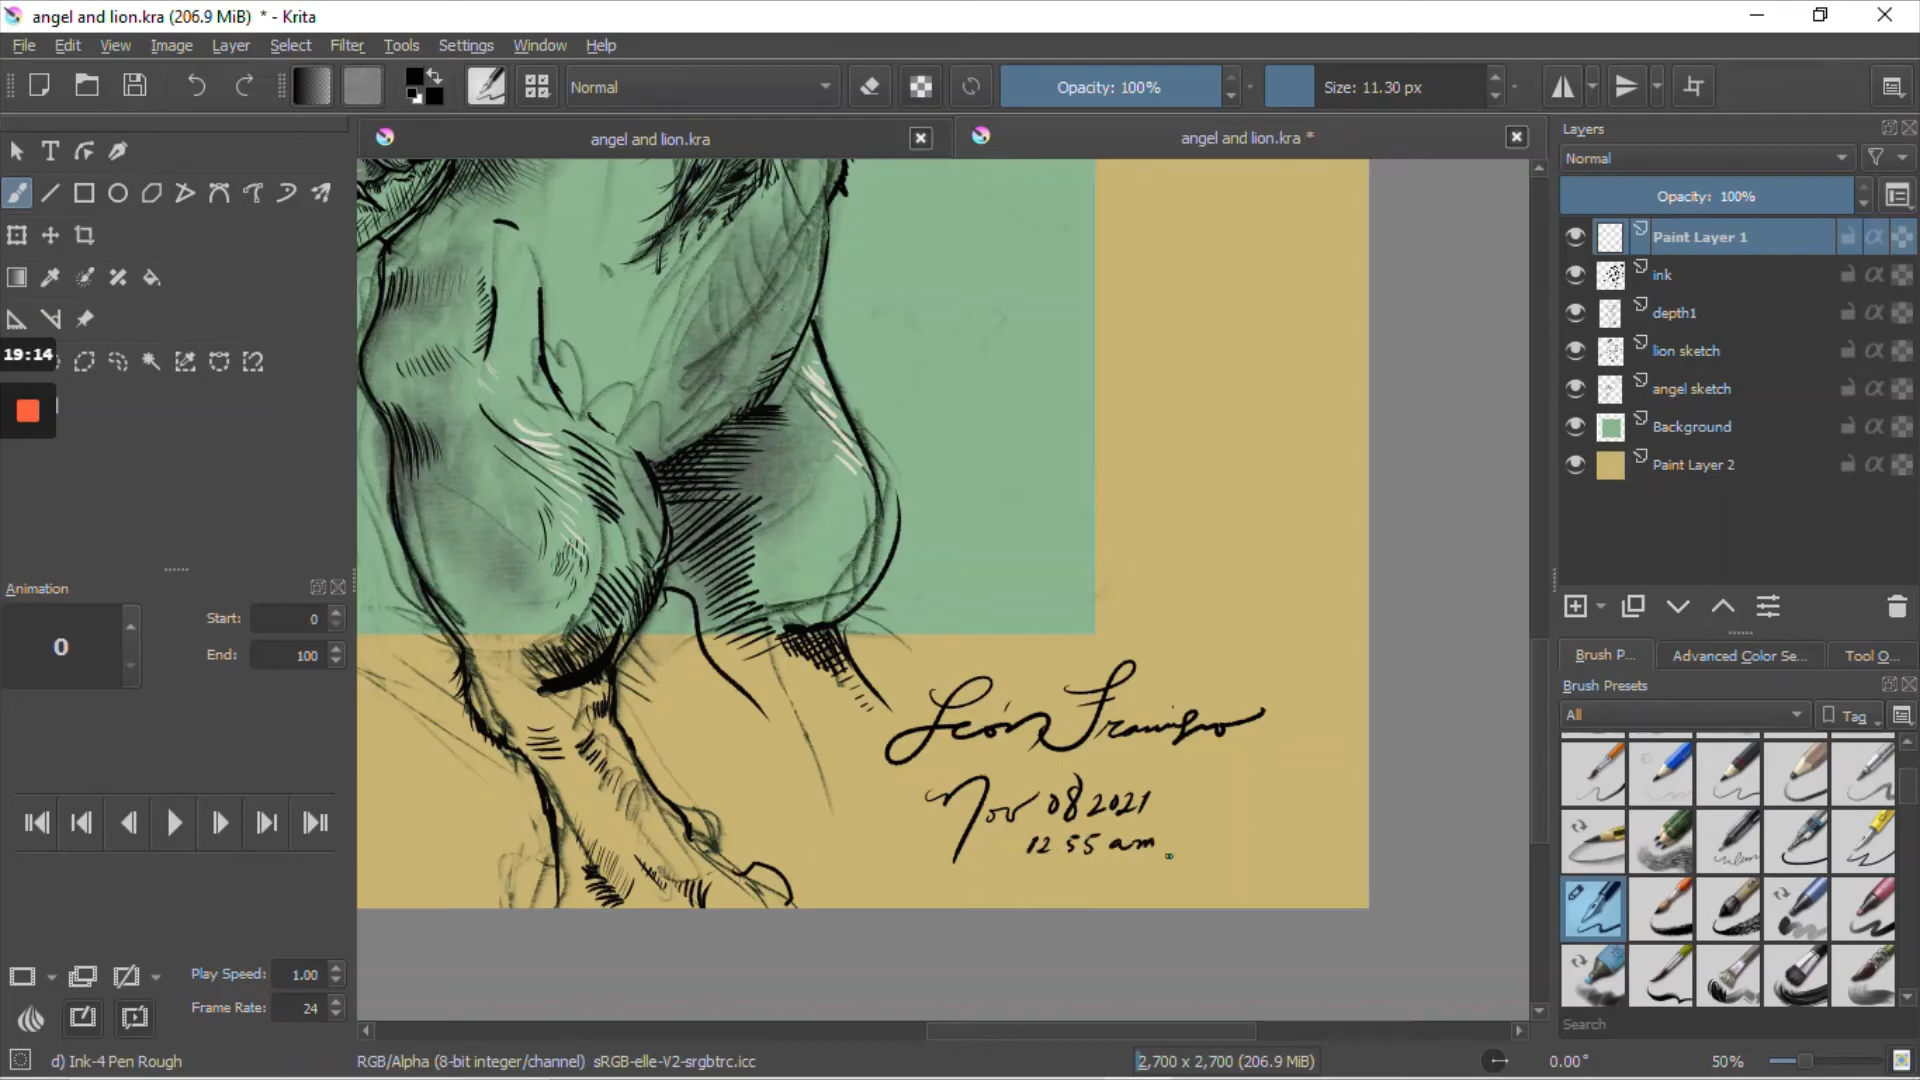 angel and lion.kra (206.9 MiB) * - Krita
File Edit View Image Layer Select Filter Tools Settings Window Help
Normal
Opacity: 100%
Size: 11.30 px
angel and lion.kra
angel and lion.kra *
19:14
León Francisco
Nov 08 2021
12.55 am
Animation
0
Start: 0
End: 100
Play Speed: 1.00
Frame Rate: 24
Layers
Normal
Opacity: 100%
Paint Layer 1
ink
depth1
lion sketch
angel sketch
Background
Paint Layer 2
Brush P...
Advanced Color Se...
Tool O...
Brush Presets
All
Tag
Search
d) Ink-4 Pen Rough
RGB/Alpha (8-bit integer/channel) sRGB-elle-V2-srgbtrc.icc
2,700 x 2,700 (206.9 MiB)
0.00°
50%